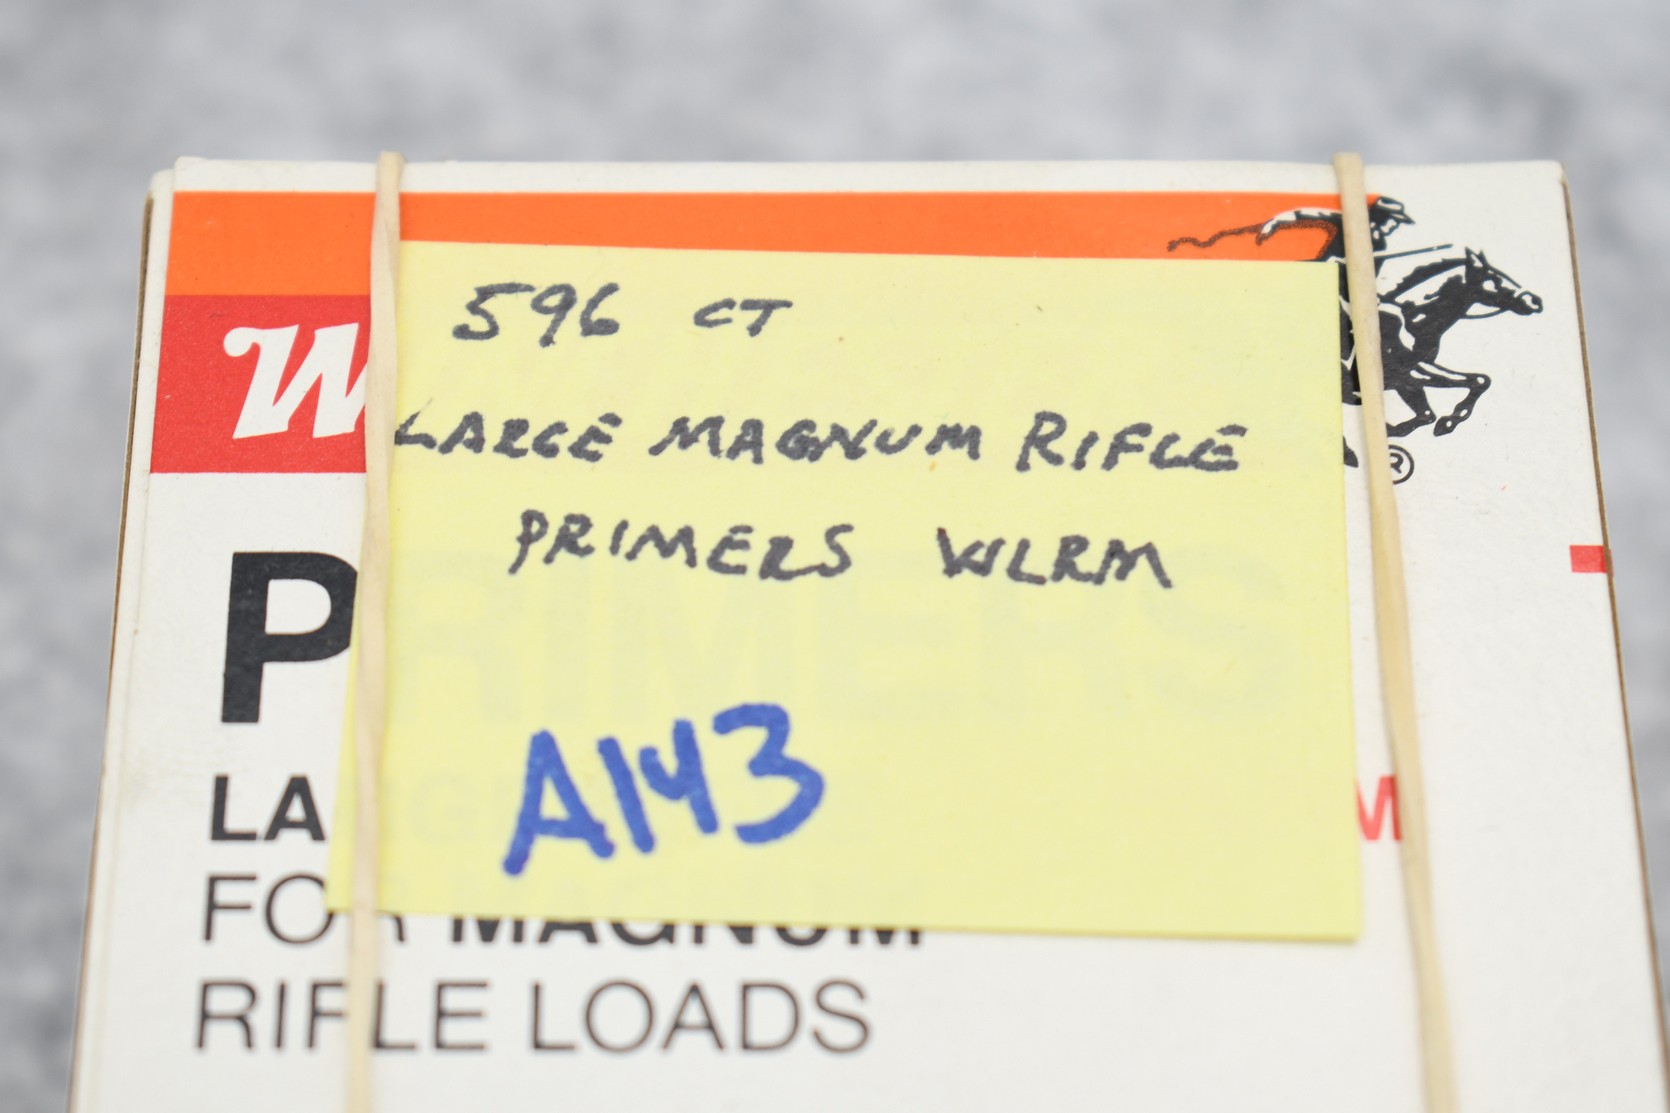 W
596 CT
LARGE MAGNUM RIFLE
PRIMERS WLRM
A143
P
LA
M
FOR MAGNUM
RIFLE LOADS
®